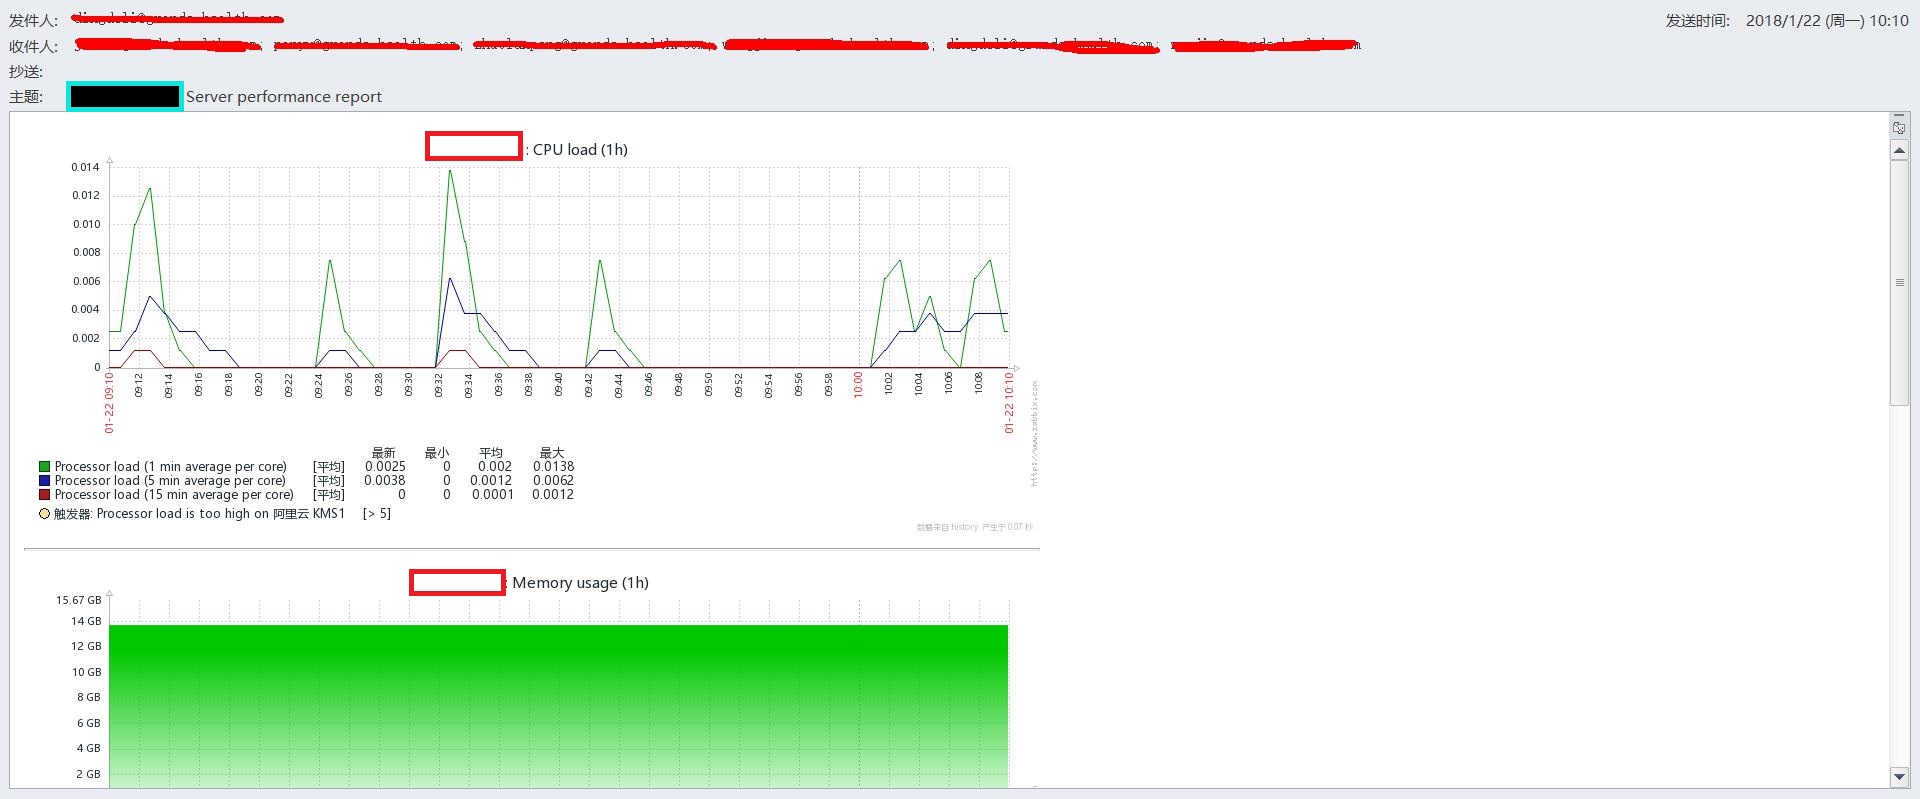 发件人:
发送时间: 2018/1/22 (周一) 10:10
收件人:
抄送:
主题: Server performance report
: CPU load (1h)
0.014
0.012
0.010
0.008
0.006
0.004
0.002
0
01-22 09:10 09:12 09:14 09:16 09:18 09:20 09:22 09:24 09:26 09:28 09:30 09:32 09:34 09:36 09:38 09:40 09:42 09:44 09:46 09:48 09:50 09:52 09:54 09:56 09:58 10:00 10:02 10:04 10:06 10:08 01-22 10:10
http://www.zabbix.com
最新 最小 平均 最大
Processor load (1 min average per core) [平均] 0.0025 0 0.002 0.0138
Processor load (5 min average per core) [平均] 0.0038 0 0.0012 0.0062
Processor load (15 min average per core) [平均] 0 0 0.0001 0.0012
触发器: Processor load is too high on 阿里云 KMS1 [> 5]
数据来自 history. 产生于 0.07 秒
: Memory usage (1h)
15.67 GB
14 GB
12 GB
10 GB
8 GB
6 GB
4 GB
2 GB